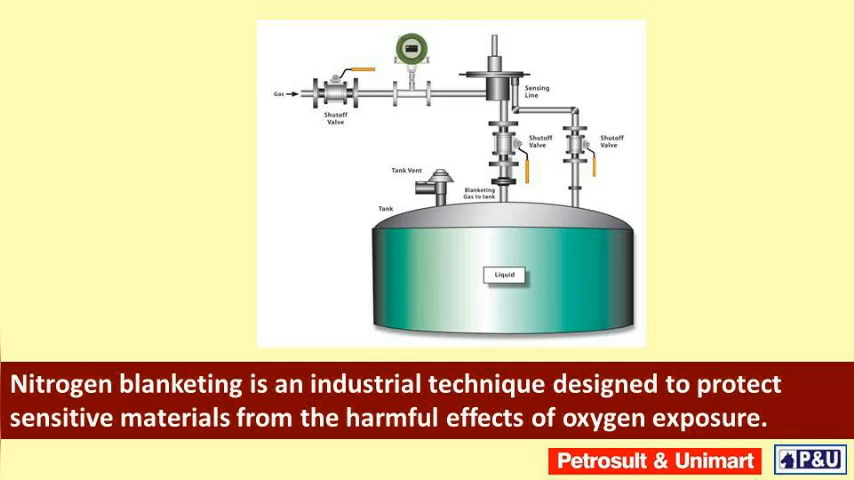 Gas
Shutoff
Valve
Sensing
Line
Shutoff
Valve
Shutoff
Valve
Tank Vent
Blanketing
Gas to tank
Tank
Liquid
Nitrogen blanketing is an industrial technique designed to protect
sensitive materials from the harmful effects of oxygen exposure.
Petrosult & Unimart
P&U